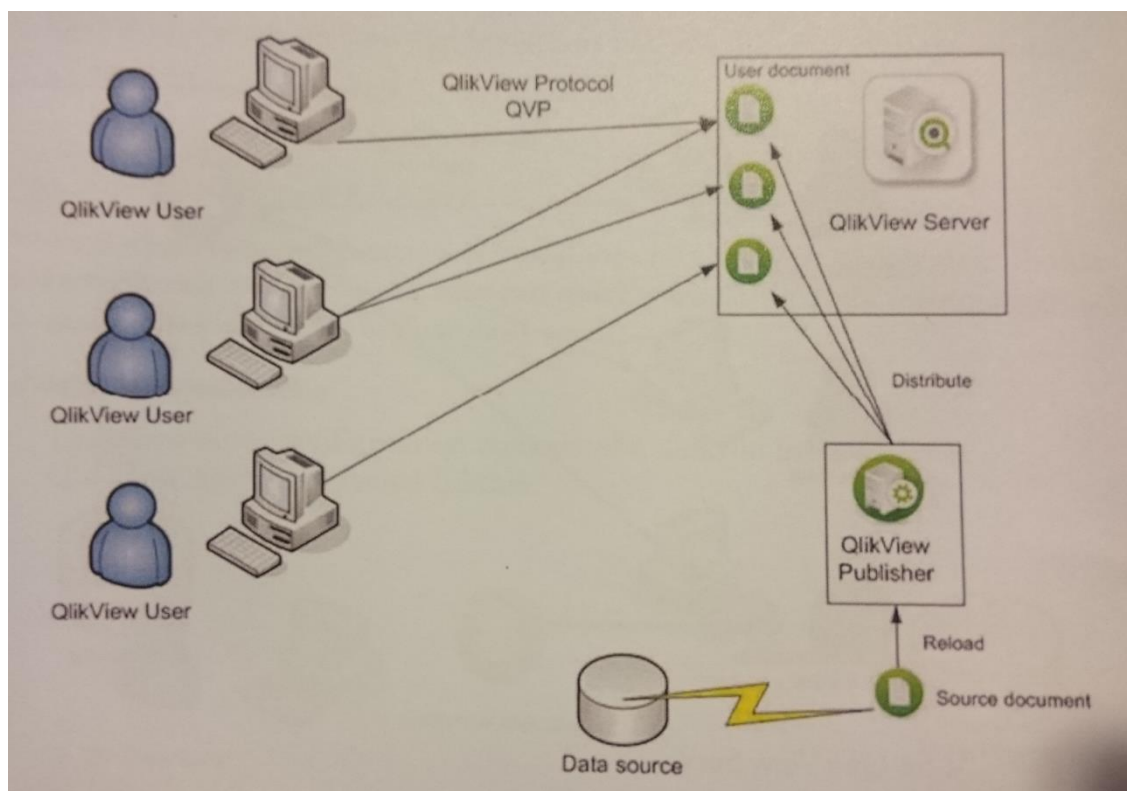 QlikView Protocol
QVP
User document
QlikView User
QlikView Server
QlikView User
Distribute
QlikView
Publisher
QlikView User
Reload
Source document
Data source